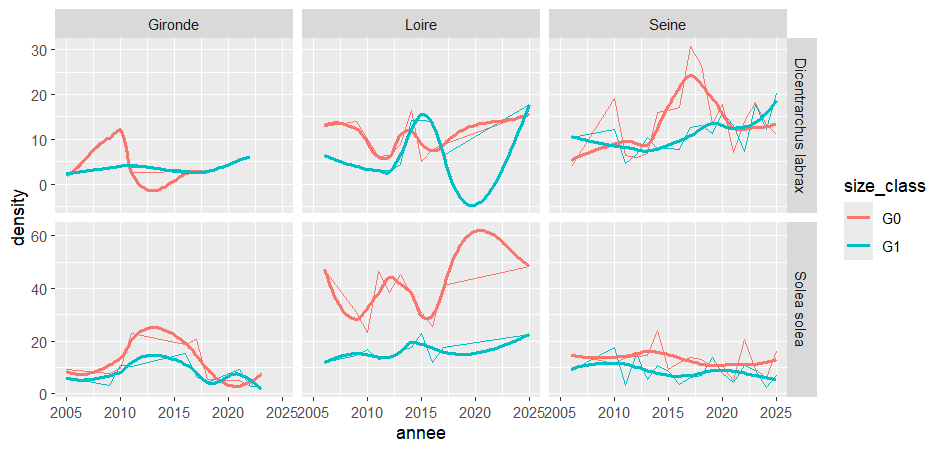 Gironde
Loire
Seine
30
20
10
0
Dicentrarchus labrax
60
40
20
0
Solea solea
2005
2010
2015
2020
2025
2005
2010
2015
2020
2025
2005
2010
2015
2020
2025
annee
density
size_class
G0
G1